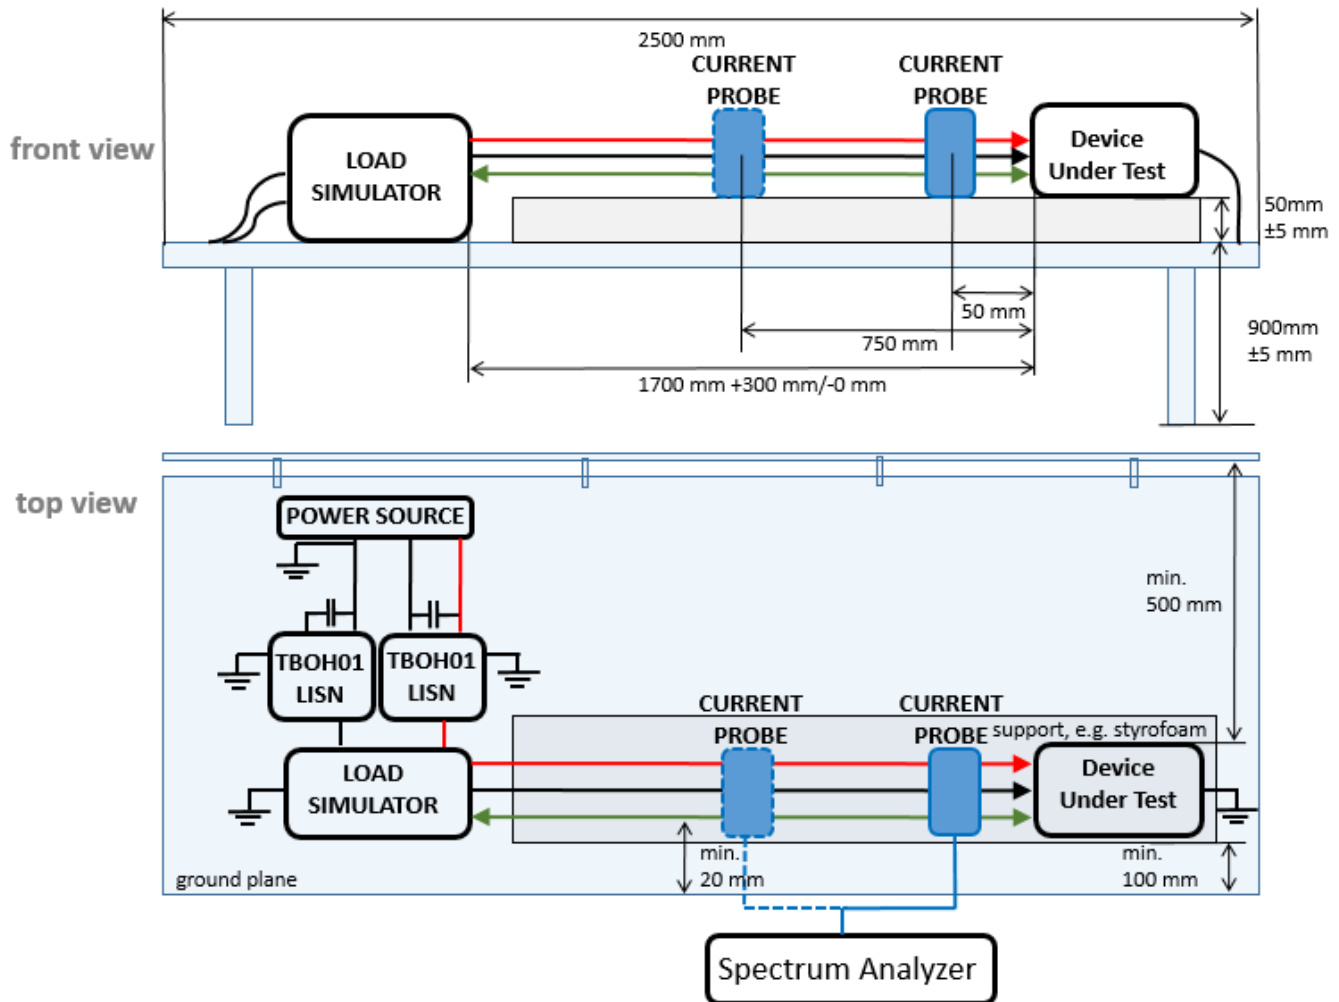 2500 mm
CURRENT
PROBE
CURRENT
PROBE
front view
LOAD
SIMULATOR
Device
Under Test
50mm
±5 mm
50 mm
750 mm
900mm
±5 mm
1700 mm +300 mm/-0 mm
top view
POWER SOURCE
min.
500 mm
TBOH01
LISN
TBOH01
LISN
CURRENT
PROBE
CURRENT
PROBE
support, e.g. styrofoam
LOAD
SIMULATOR
Device
Under Test
min.
20 mm
min.
100 mm
ground plane
Spectrum Analyzer